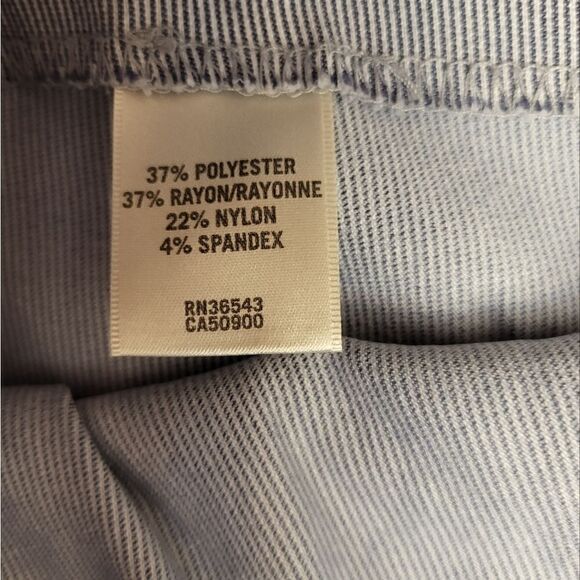 37% POLYESTER
37% RAYON/RAYONNE
22% NYLON
4% SPANDEX
RN36543
CA50900